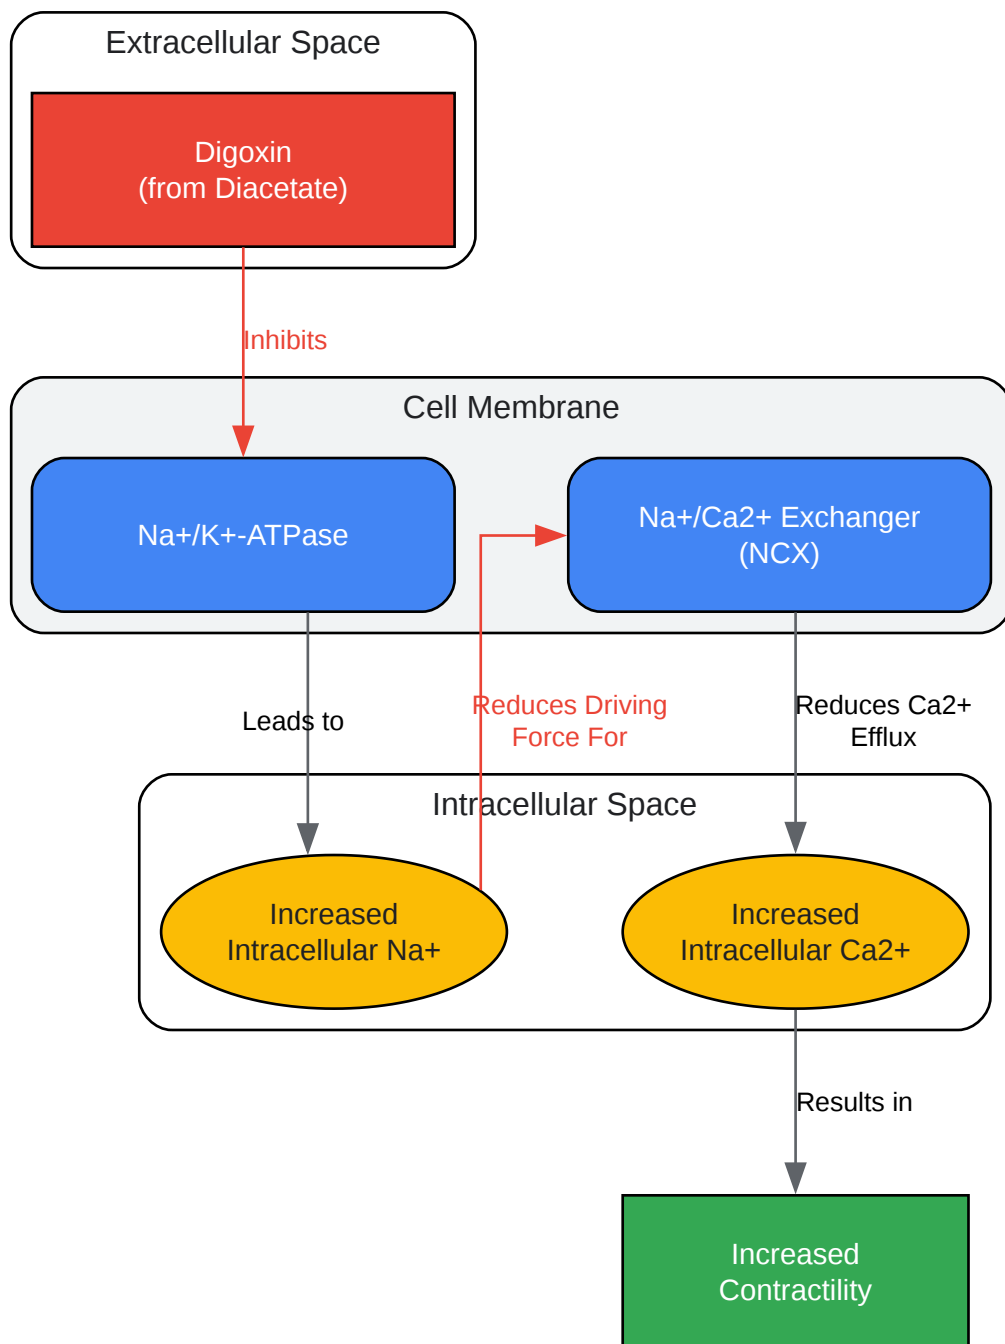 Extracellular Space
Digoxin
(from Diacetate)
Inhibits
Cell Membrane
Na+/K+-ATPase
Na+/Ca2+ Exchanger
(NCX)
Leads to
Reduces Driving
Force For
Reduces Ca2+
Efflux
Intracellular Space
Increased
Intracellular Na+
Increased
Intracellular Ca2+
Results in
Increased
Contractility